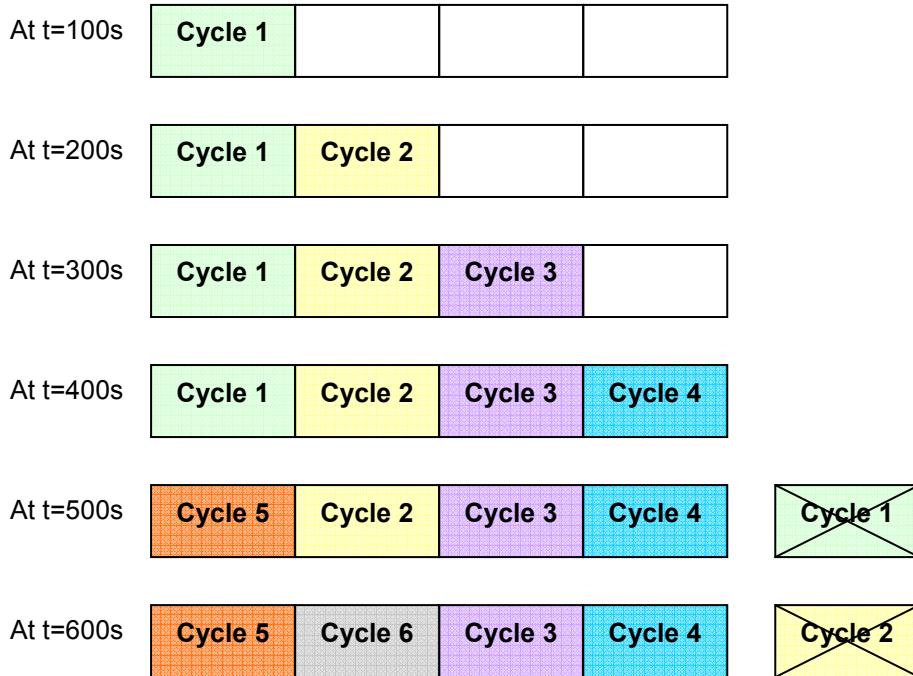 At t=100s Cycle 1
At t=200s Cycle 1 Cycle 2
At t=300s Cycle 1 Cycle 2 Cycle 3
At t=400s Cycle 1 Cycle 2 Cycle 3 Cycle 4
At t=500s Cycle 5 Cycle 2 Cycle 3 Cycle 4 Cycle 1
At t=600s Cycle 5 Cycle 6 Cycle 3 Cycle 4 Cycle 2